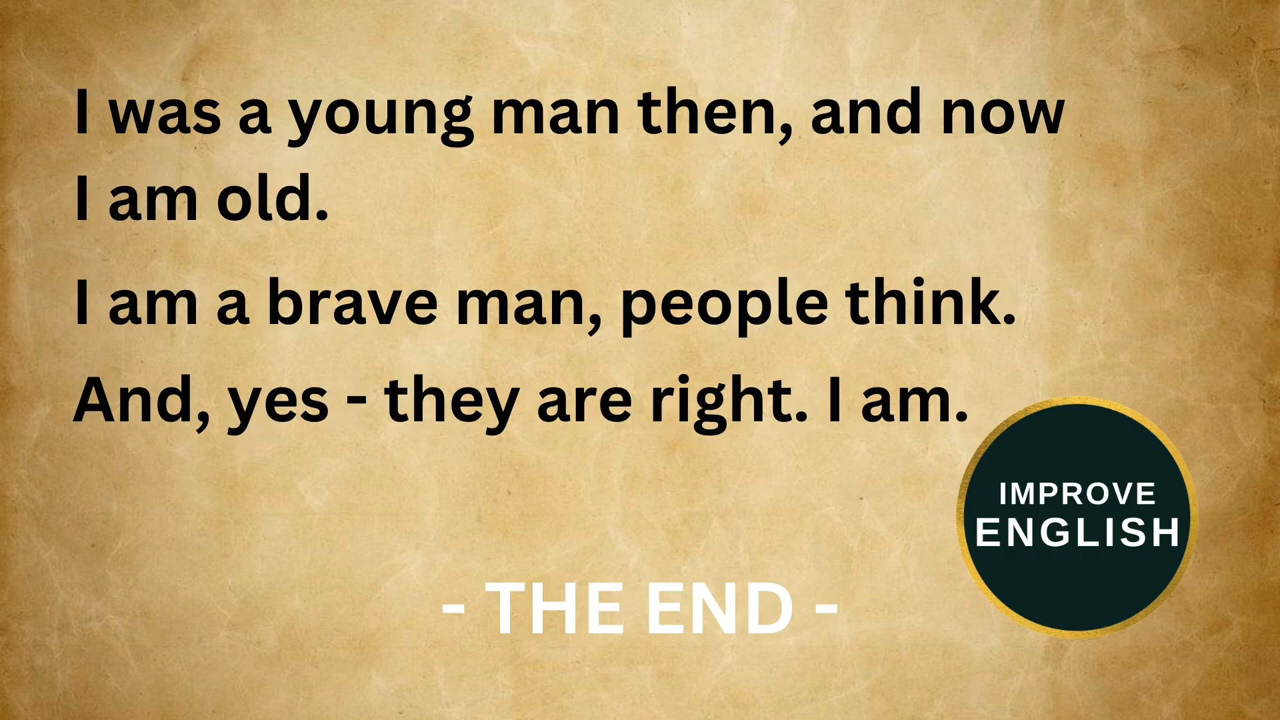 I was a young man then, and now
I am old.
I am a brave man, people think.
And, yes - they are right. I am.
IMPROVE
ENGLISH
- THE END -